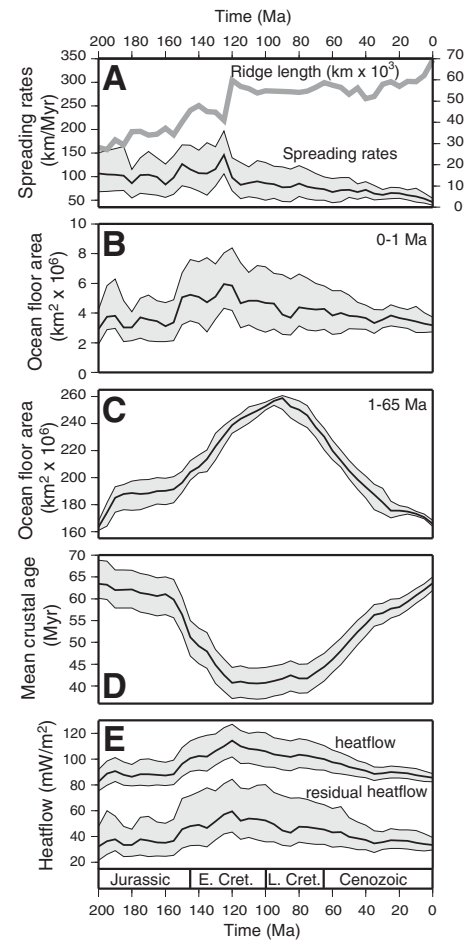 Time (Ma)
200 180 160 140 120 100 80 60 40 20 0
A
Ridge length (km x 10³)
Spreading rates
Spreading rates
(km/Myr)
350
300
250
200
150
100
50
70
60
50
40
30
20
10
0
B
0-1 Ma
Ocean floor area
(km² x 10⁶)
10
8
6
4
2
0
C
1-65 Ma
Ocean floor area
(km² x 10⁶)
260
240
220
200
180
160
D
Mean crustal age
(Myr)
70
65
60
55
50
45
40
E
heatflow
residual heatflow
Heatflow (mW/m²)
120
100
80
60
40
20
Jurassic E. Cret. L. Cret. Cenozoic
200 180 160 140 120 100 80 60 40 20 0
Time (Ma)